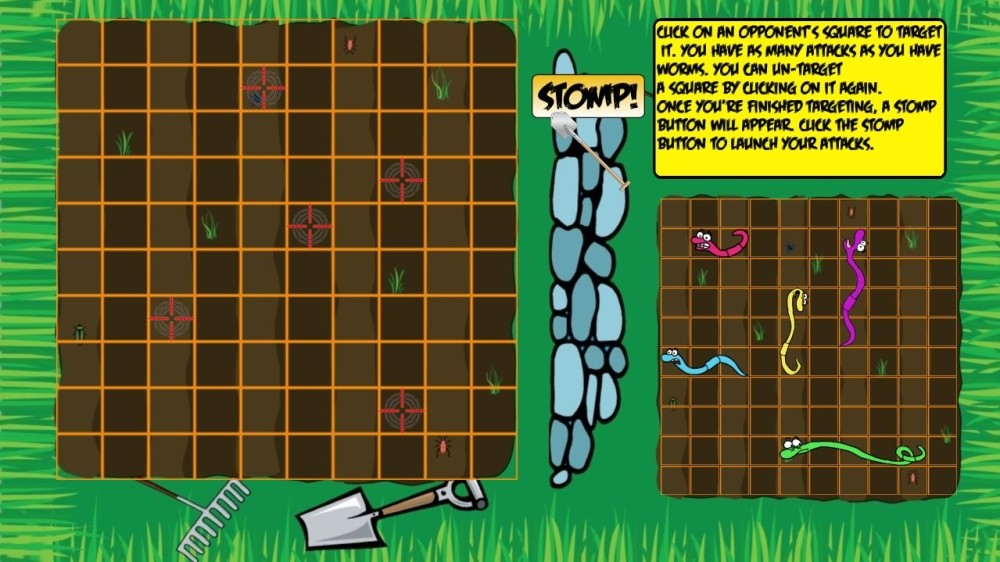 CLICK ON AN OPPONENT'S SQUARE TO TARGET
IT. YOU HAVE AS MANY ATTACKS AS YOU HAVE
WORMS. YOU CAN UN-TARGET
A SQUARE BY CLICKING ON IT AGAIN.
ONCE YOU'RE FINISHED TARGETING, A STOMP
BUTTON WILL APPEAR. CLICK THE STOMP
BUTTON TO LAUNCH YOUR ATTACKS.
STOMP!